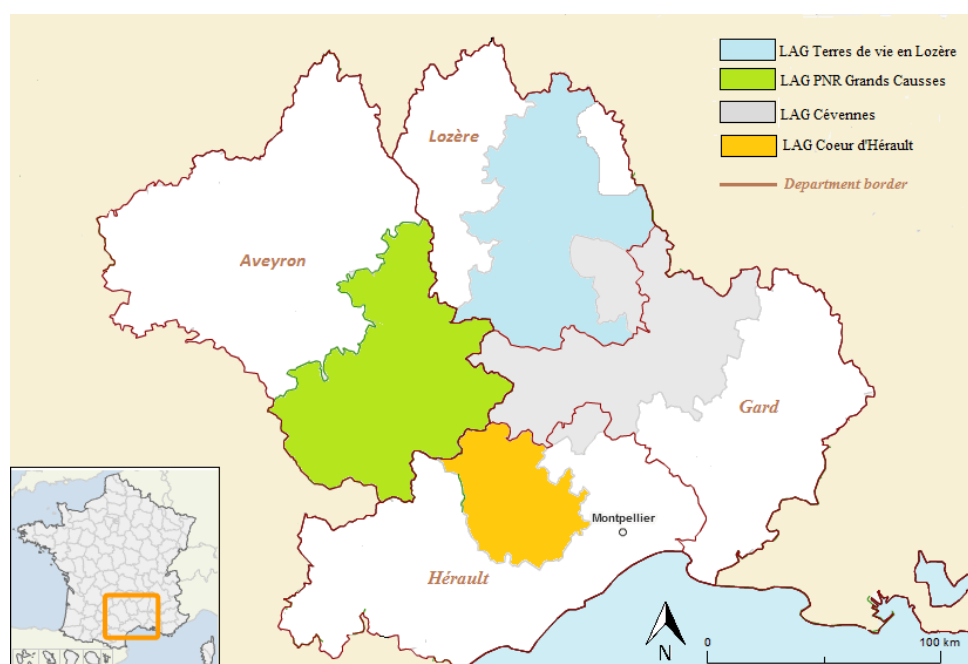 LAG Terres de vie en Lozère
LAG PNR Grands Causses
LAG Cévennes
LAG Coeur d'Hérault
Department border
Lozère
Aveyron
Gard
Montpellier
Hérault
N
0
100 km